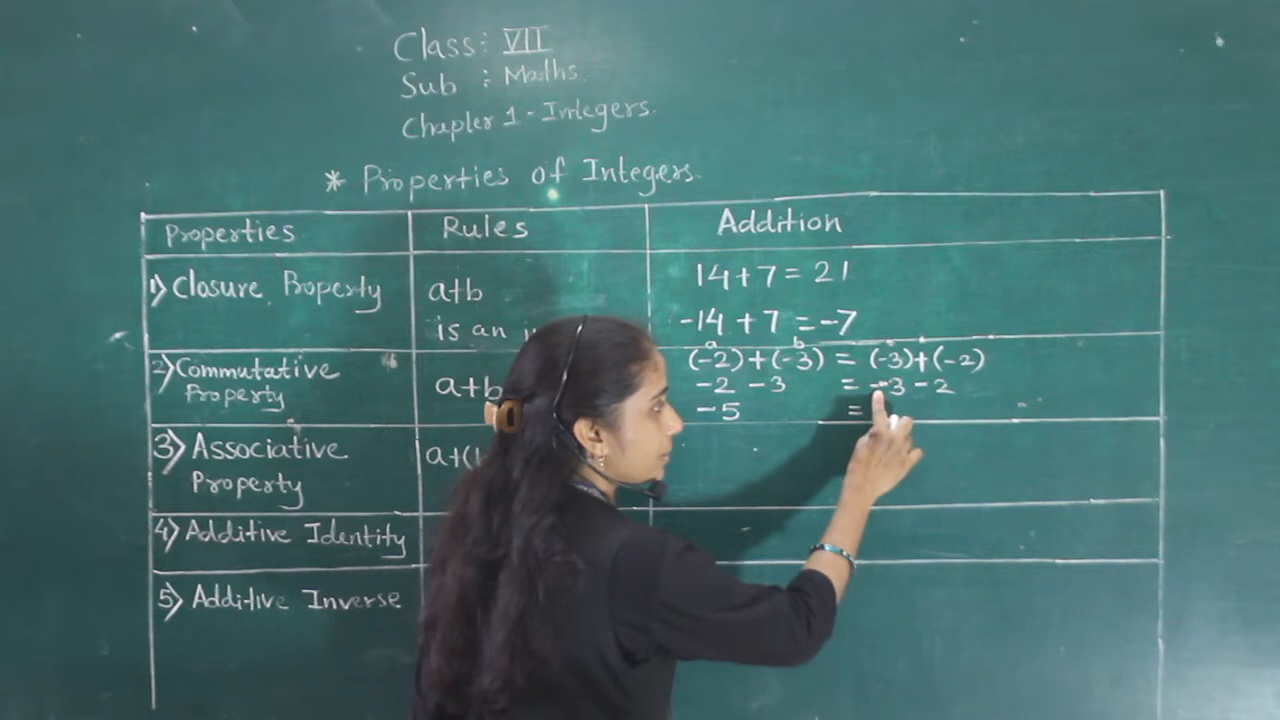 Class: VII
Sub : Maths
Chapter 1 - Integers.
* Properties of Integers.
Properties Rules Addition
1) Closure Property a+b 14+7 = 21
is an -14 + 7 = -7
a b
2) Commutative (-2)+(-3) = (-3)+(-2)
Property a+b -2 -3 = -3 -2
-5 =
3) Associative a+(
Property
4) Additive Identity
5) Additive Inverse